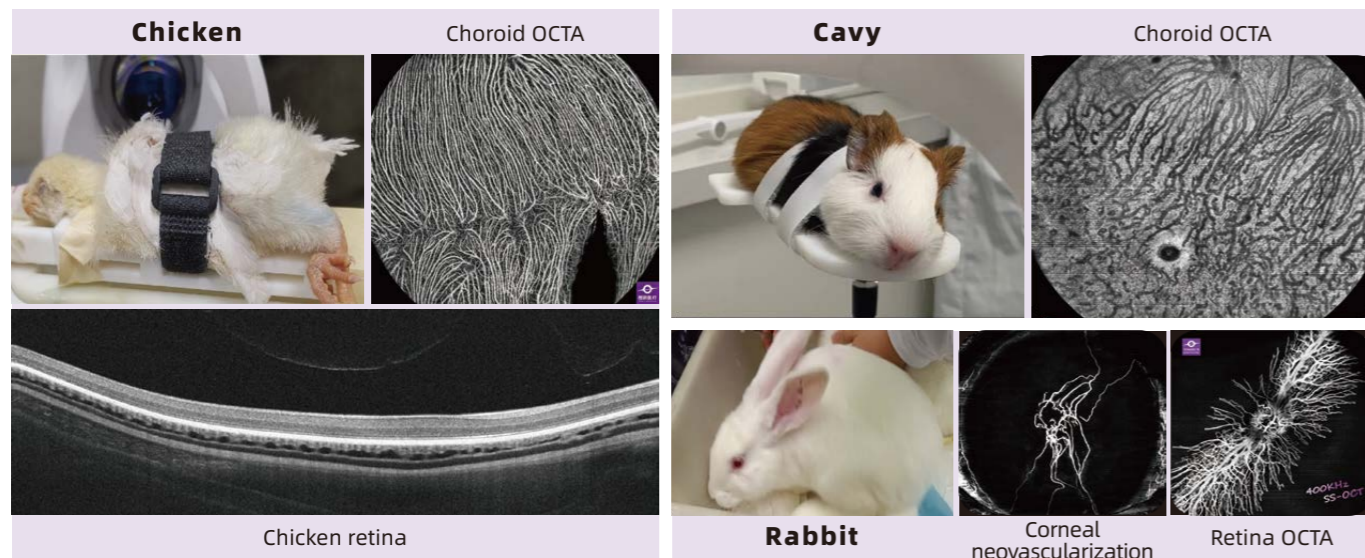 Chicken
Choroid OCTA
Chicken retina
Cavy
Choroid OCTA
400KHz
SS-OCT
Rabbit
Corneal
neovascularization
Retina OCTA